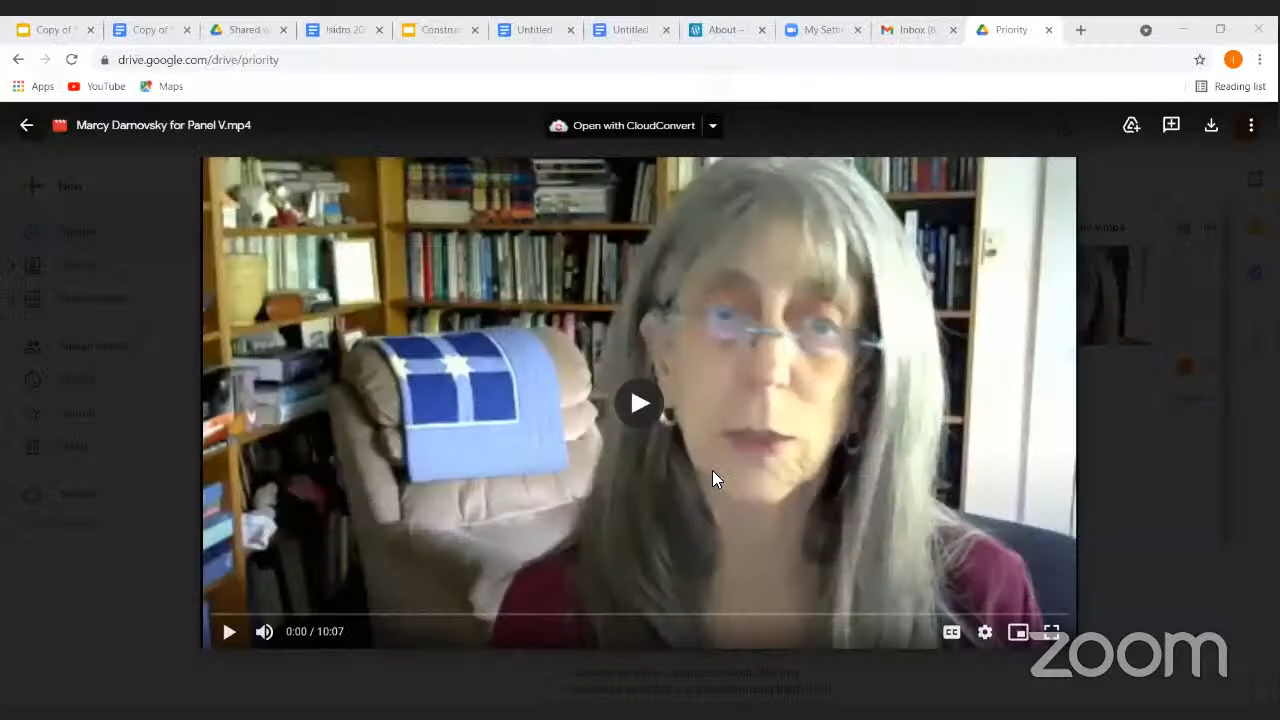 Copy of
Copy of
Shared w
Isidro 20
Constru
Untitled
Untitled
About –
My Setti
Inbox (8
Priority
drive.google.com/drive/priority
Apps
YouTube
Maps
Reading list
Marcy Darnovsky for Panel V.mp4
Open with CloudConvert
New
0:00 / 10:07
CC
zoom